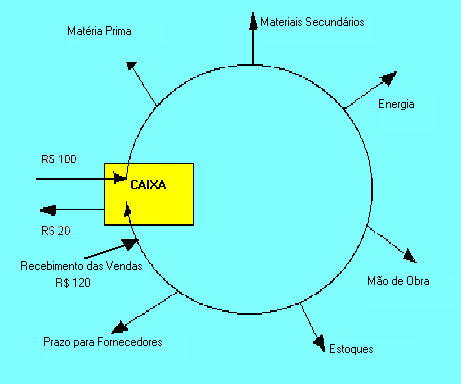 Materiais Secundários
Matéria Prima
Energia
R$ 100
CAIXA
R$ 20
Recebimento das Vendas
R$ 120
Mão de Obra
Prazo para Fornecedores
Estoques